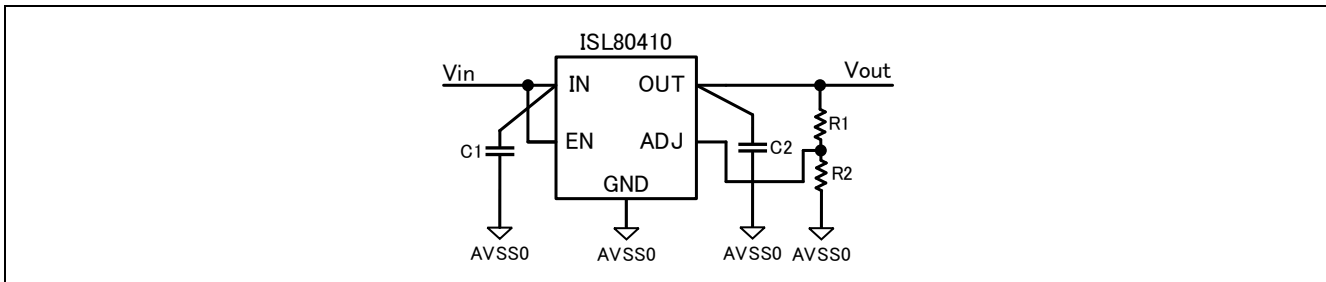 ISL80410
Vin
Vout
IN
OUT
R1
C1
EN
ADJ
C2
R2
GND
AVSS0
AVSS0
AVSS0
AVSS0